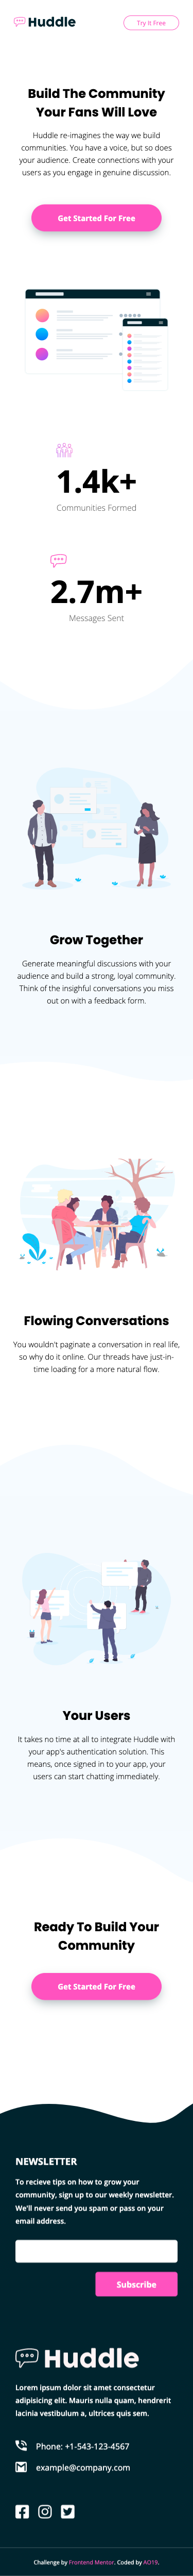 Huddle
Try It Free
Build The Community
Your Fans Will Love
Huddle re-imagines the way we build
communities. You have a voice, but so does
your audience. Create connections with your
users as you engage in genuine discussion.
Get Started For Free
1.4k+
Communities Formed
2.7m+
Messages Sent
Grow Together
Generate meaningful discussions with your
audience and build a strong, loyal community.
Think of the insighful conversations you miss
out on with a feedback form.
Flowing Conversations
You wouldn't paginate a conversation in real life,
so why do it online. Our threads have just-in-
time loading for a more natural flow.
Your Users
It takes no time at all to integrate Huddle with
your app's authentication solution. This
means, once signed in to your app, your
users can start chatting immediately.
Ready To Build Your
Community
Get Started For Free
NEWSLETTER
To recieve tips on how to grow your
community, sign up to our weekly newsletter.
We'll never send you spam or pass on your
email address.
Subscribe
Huddle
Lorem ipsum dolor sit amet consectetur
adipisicing elit. Mauris nulla quam, hendrerit
lacinia vestibulum a, ultrices quis sem.
Phone: +1-543-123-4567
example@company.com
Challenge by Frontend Mentor. Coded by AO19.